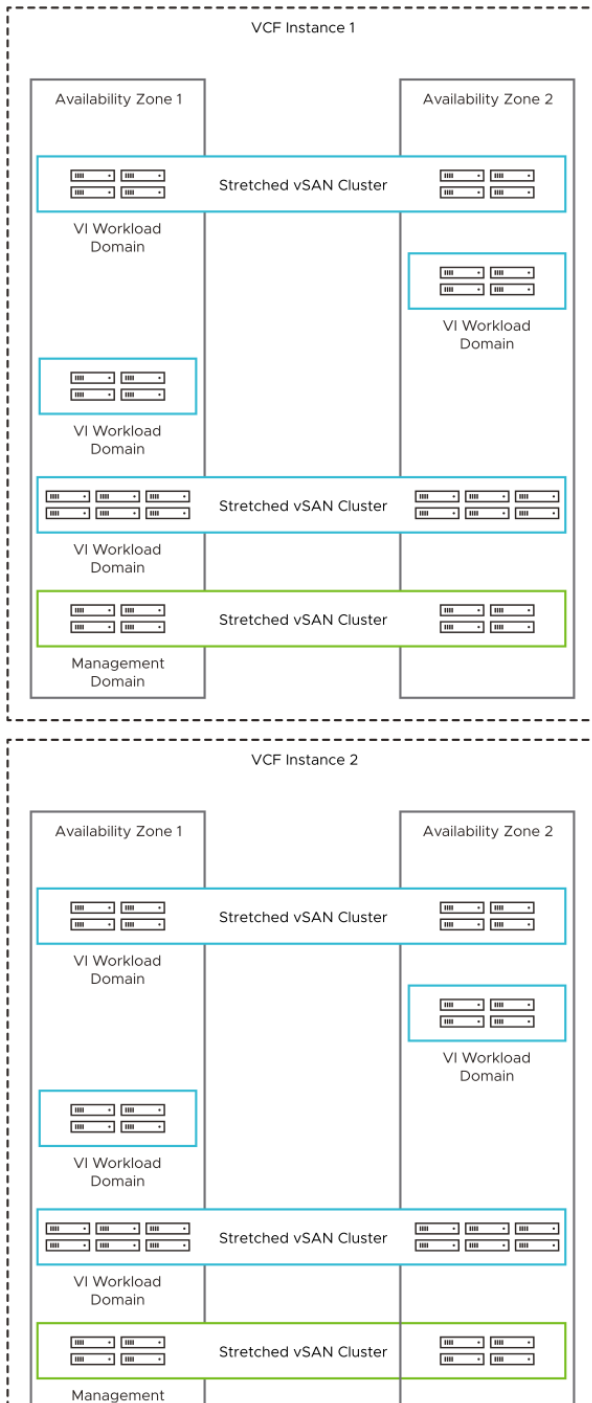 VCF Instance 1
Availability Zone 1
Availability Zone 2
Stretched vSAN Cluster
VI Workload
Domain
VI Workload
Domain
VI Workload
Domain
Stretched vSAN Cluster
VI Workload
Domain
Stretched vSAN Cluster
Management
Domain
VCF Instance 2
Availability Zone 1
Availability Zone 2
Stretched vSAN Cluster
VI Workload
Domain
VI Workload
Domain
VI Workload
Domain
Stretched vSAN Cluster
VI Workload
Domain
Stretched vSAN Cluster
Management